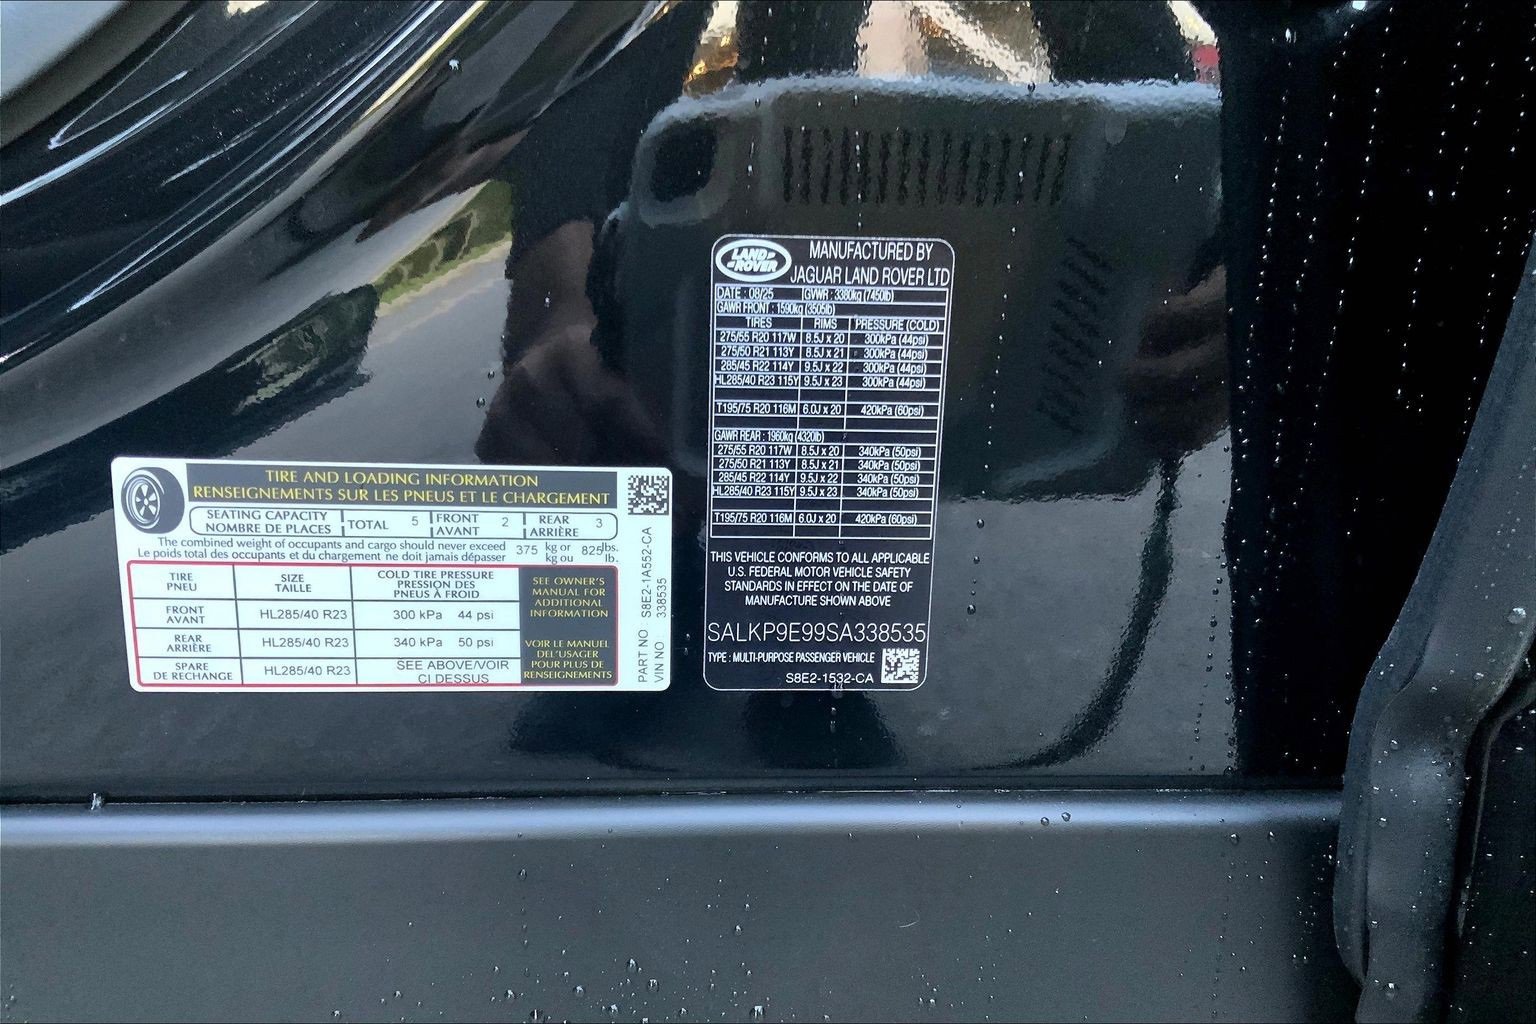 TIRE AND LOADING INFORMATION
RENSEIGNEMENTS SUR LES PNEUS ET LE CHARGEMENT
SEATING CAPACITY
NOMBRE DE PLACES
TOTAL 5
FRONT
AVANT 2
REAR
ARRIÈRE 3
The combined weight of occupants and cargo should never exceed
Le poids total des occupants et du chargement ne doit jamais dépasser
375 kg or 825 lbs.
kg ou lb.
TIRE
PNEU
SIZE
TAILLE
COLD TIRE PRESSURE
PRESSION DES
PNEUS À FROID
FRONT
AVANT
HL285/40 R23 300 kPa 44 psi
REAR
ARRIÈRE
HL285/40 R23 340 kPa 50 psi
SPARE
DE RECHANGE
HL285/40 R23
SEE ABOVE/VOIR
CI DESSUS
SEE OWNER'S
MANUAL FOR
ADDITIONAL
INFORMATION
VOIR LE MANUEL
DEL'USAGER
POUR PLUS DE
RENSEIGNEMENTS
PART NO S8E2-1A552-CA
VIN NO 338535
LAND
ROVER
MANUFACTURED BY
JAGUAR LAND ROVER LTD
DATE : 08/25 GVWR : 3380kg (7450lb)
GAWR FRONT : 1590kg (3505lb)
TIRES RIMS PRESSURE (COLD)
275/55 R20 117W 8.5J x 20 300kPa (44psi)
275/50 R21 113Y 8.5J x 21 300kPa (44psi)
285/45 R22 114Y 9.5J x 22 300kPa (44psi)
HL285/40 R23 115Y 9.5J x 23 300kPa (44psi)
T195/75 R20 116M 6.0J x 20 420kPa (60psi)
GAWR REAR : 1960kg (4320lb)
275/55 R20 117W 8.5J x 20 340kPa (50psi)
275/50 R21 113Y 8.5J x 21 340kPa (50psi)
285/45 R22 114Y 9.5J x 22 340kPa (50psi)
HL285/40 R23 115Y 9.5J x 23 340kPa (50psi)
T195/75 R20 116M 6.0J x 20 420kPa (60psi)
THIS VEHICLE CONFORMS TO ALL APPLICABLE
U.S. FEDERAL MOTOR VEHICLE SAFETY
STANDARDS IN EFFECT ON THE DATE OF
MANUFACTURE SHOWN ABOVE
SALKP9E99SA338535
TYPE : MULTI-PURPOSE PASSENGER VEHICLE
S8E2-1532-CA